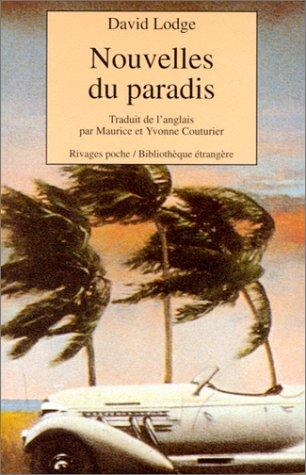 David Lodge
Nouvelles
du paradis
Traduit de l'anglais
par Maurice et Yvonne Couturier
Rivages poche / Bibliothèque étrangère